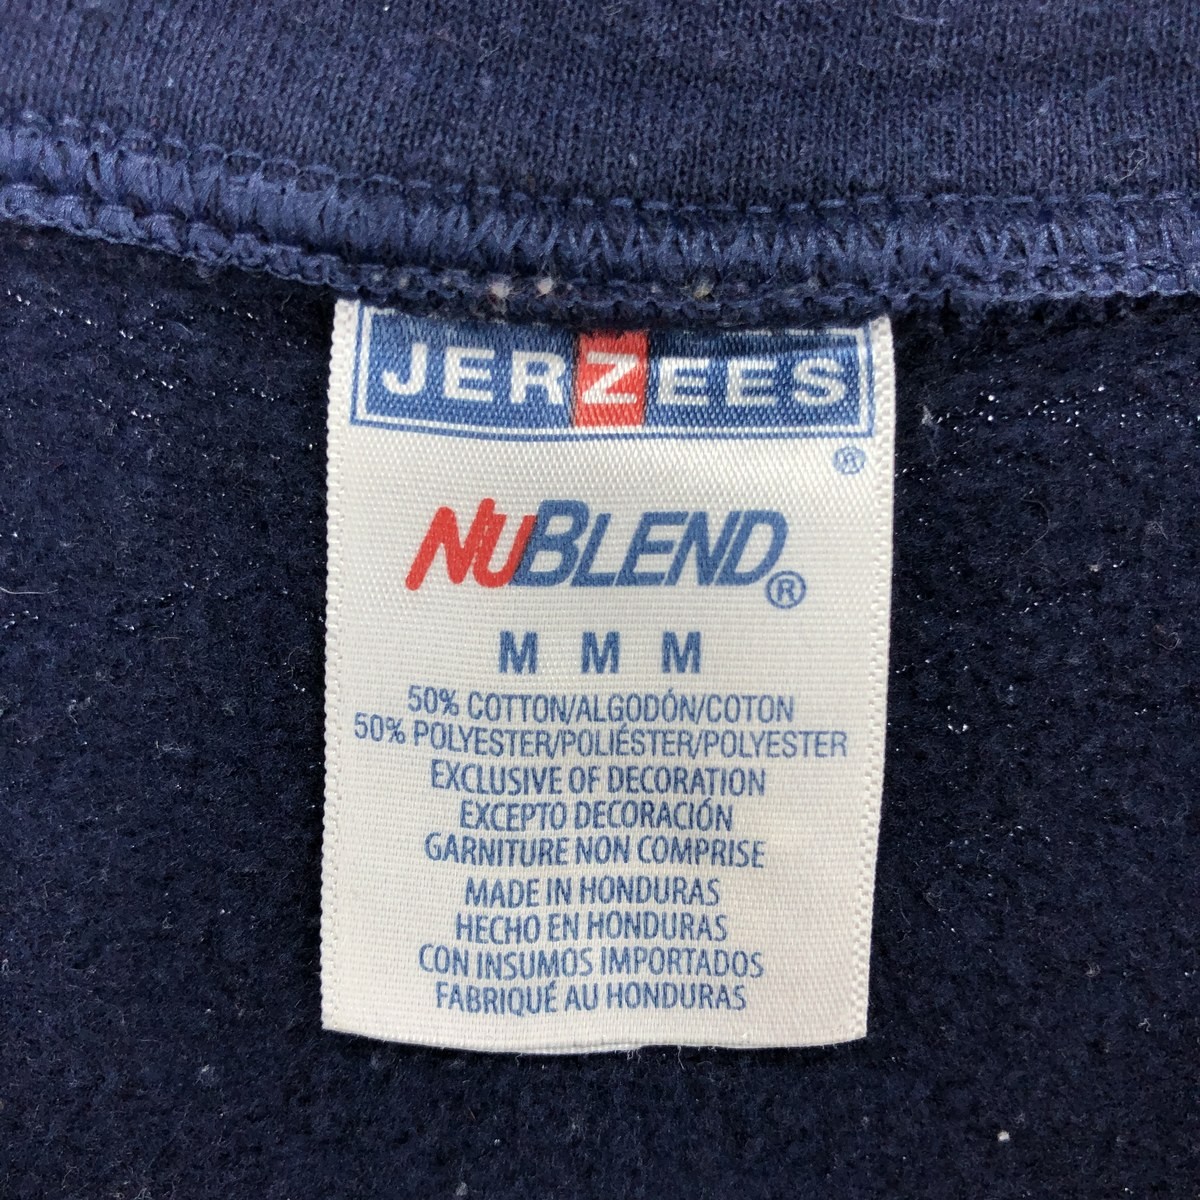 JERZEES
®
NUBLEND®
M M M
50% COTTON/ALGODÓN/COTON
50% POLYESTER/POLIÉSTER/POLYESTER
EXCLUSIVE OF DECORATION
EXCEPTO DECORACIÓN
GARNITURE NON COMPRISE
MADE IN HONDURAS
HECHO EN HONDURAS
CON INSUMOS IMPORTADOS
FABRIQUÉ AU HONDURAS